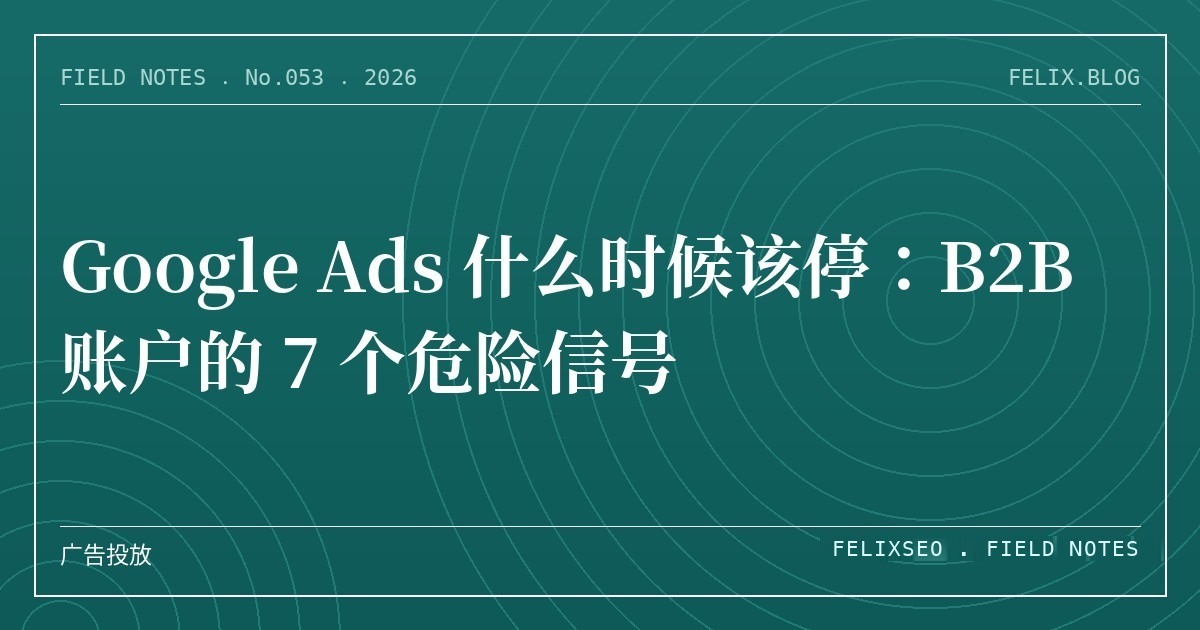 FIELD NOTES . No.053 . 2026
FELIX.BLOG
Google Ads 什么时候该停：B2B
账户的 7 个危险信号
广告投放
FELIXSEO . FIELD NOTES